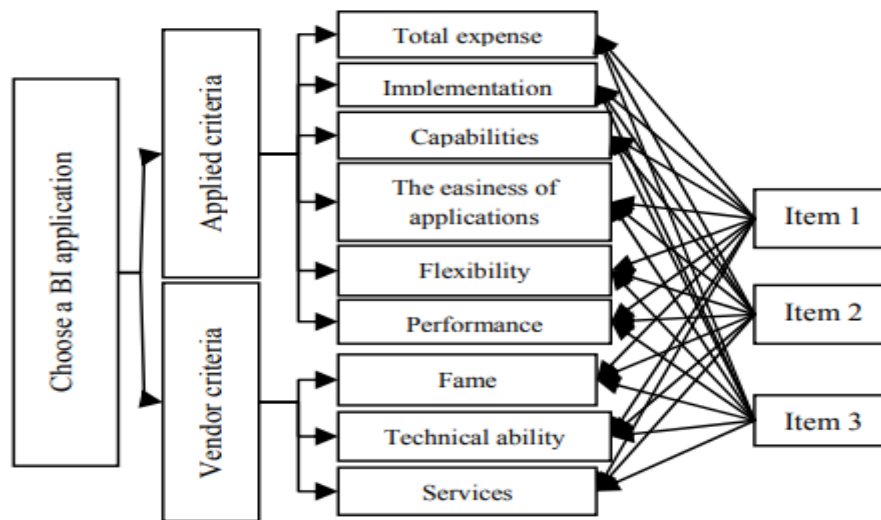 Choose a BI application
Applied criteria
Vendor criteria
Total expense
Implementation
Capabilities
The easiness of
applications
Flexibility
Performance
Fame
Technical ability
Services
Item 1
Item 2
Item 3